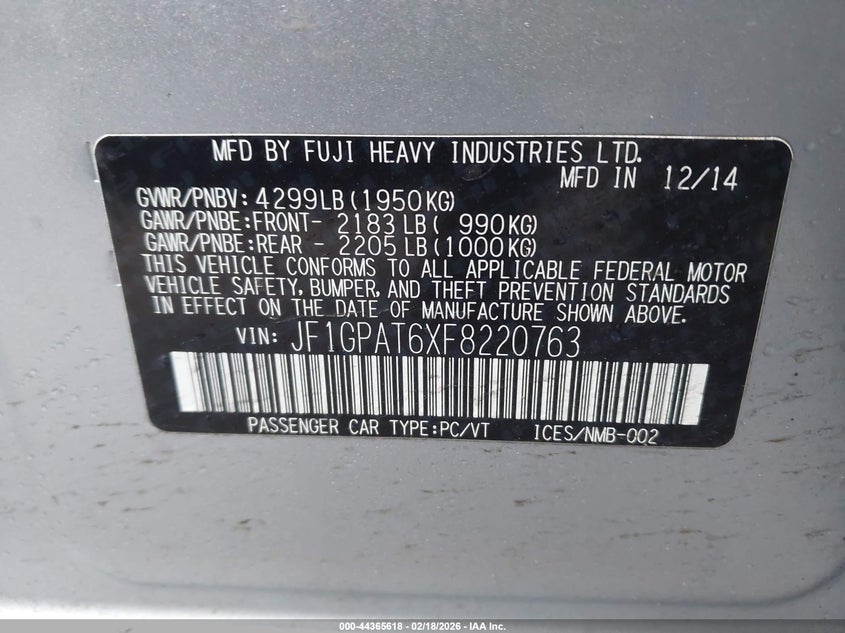 MFD BY FUJI HEAVY INDUSTRIES LTD.
MFD IN 12/14
GVWR/PNBV: 4299LB(1950KG)
GAWR/PNBE:FRONT- 2183LB( 990KG)
GAWR/PNBE:REAR - 2205LB(1000KG)
THIS VEHICLE CONFORMS TO ALL APPLICABLE FEDERAL MOTOR
VEHICLE SAFETY, BUMPER, AND THEFT PREVENTION STANDARDS
IN EFFECT ON THE DATE OF MANUFACTURE SHOWN ABOVE.
VIN: JF1GPAT6XF8220763
PASSENGER CAR TYPE:PC/VT ICES/NMB-002
000-44365618 - 02/18/2026 - IAA Inc.